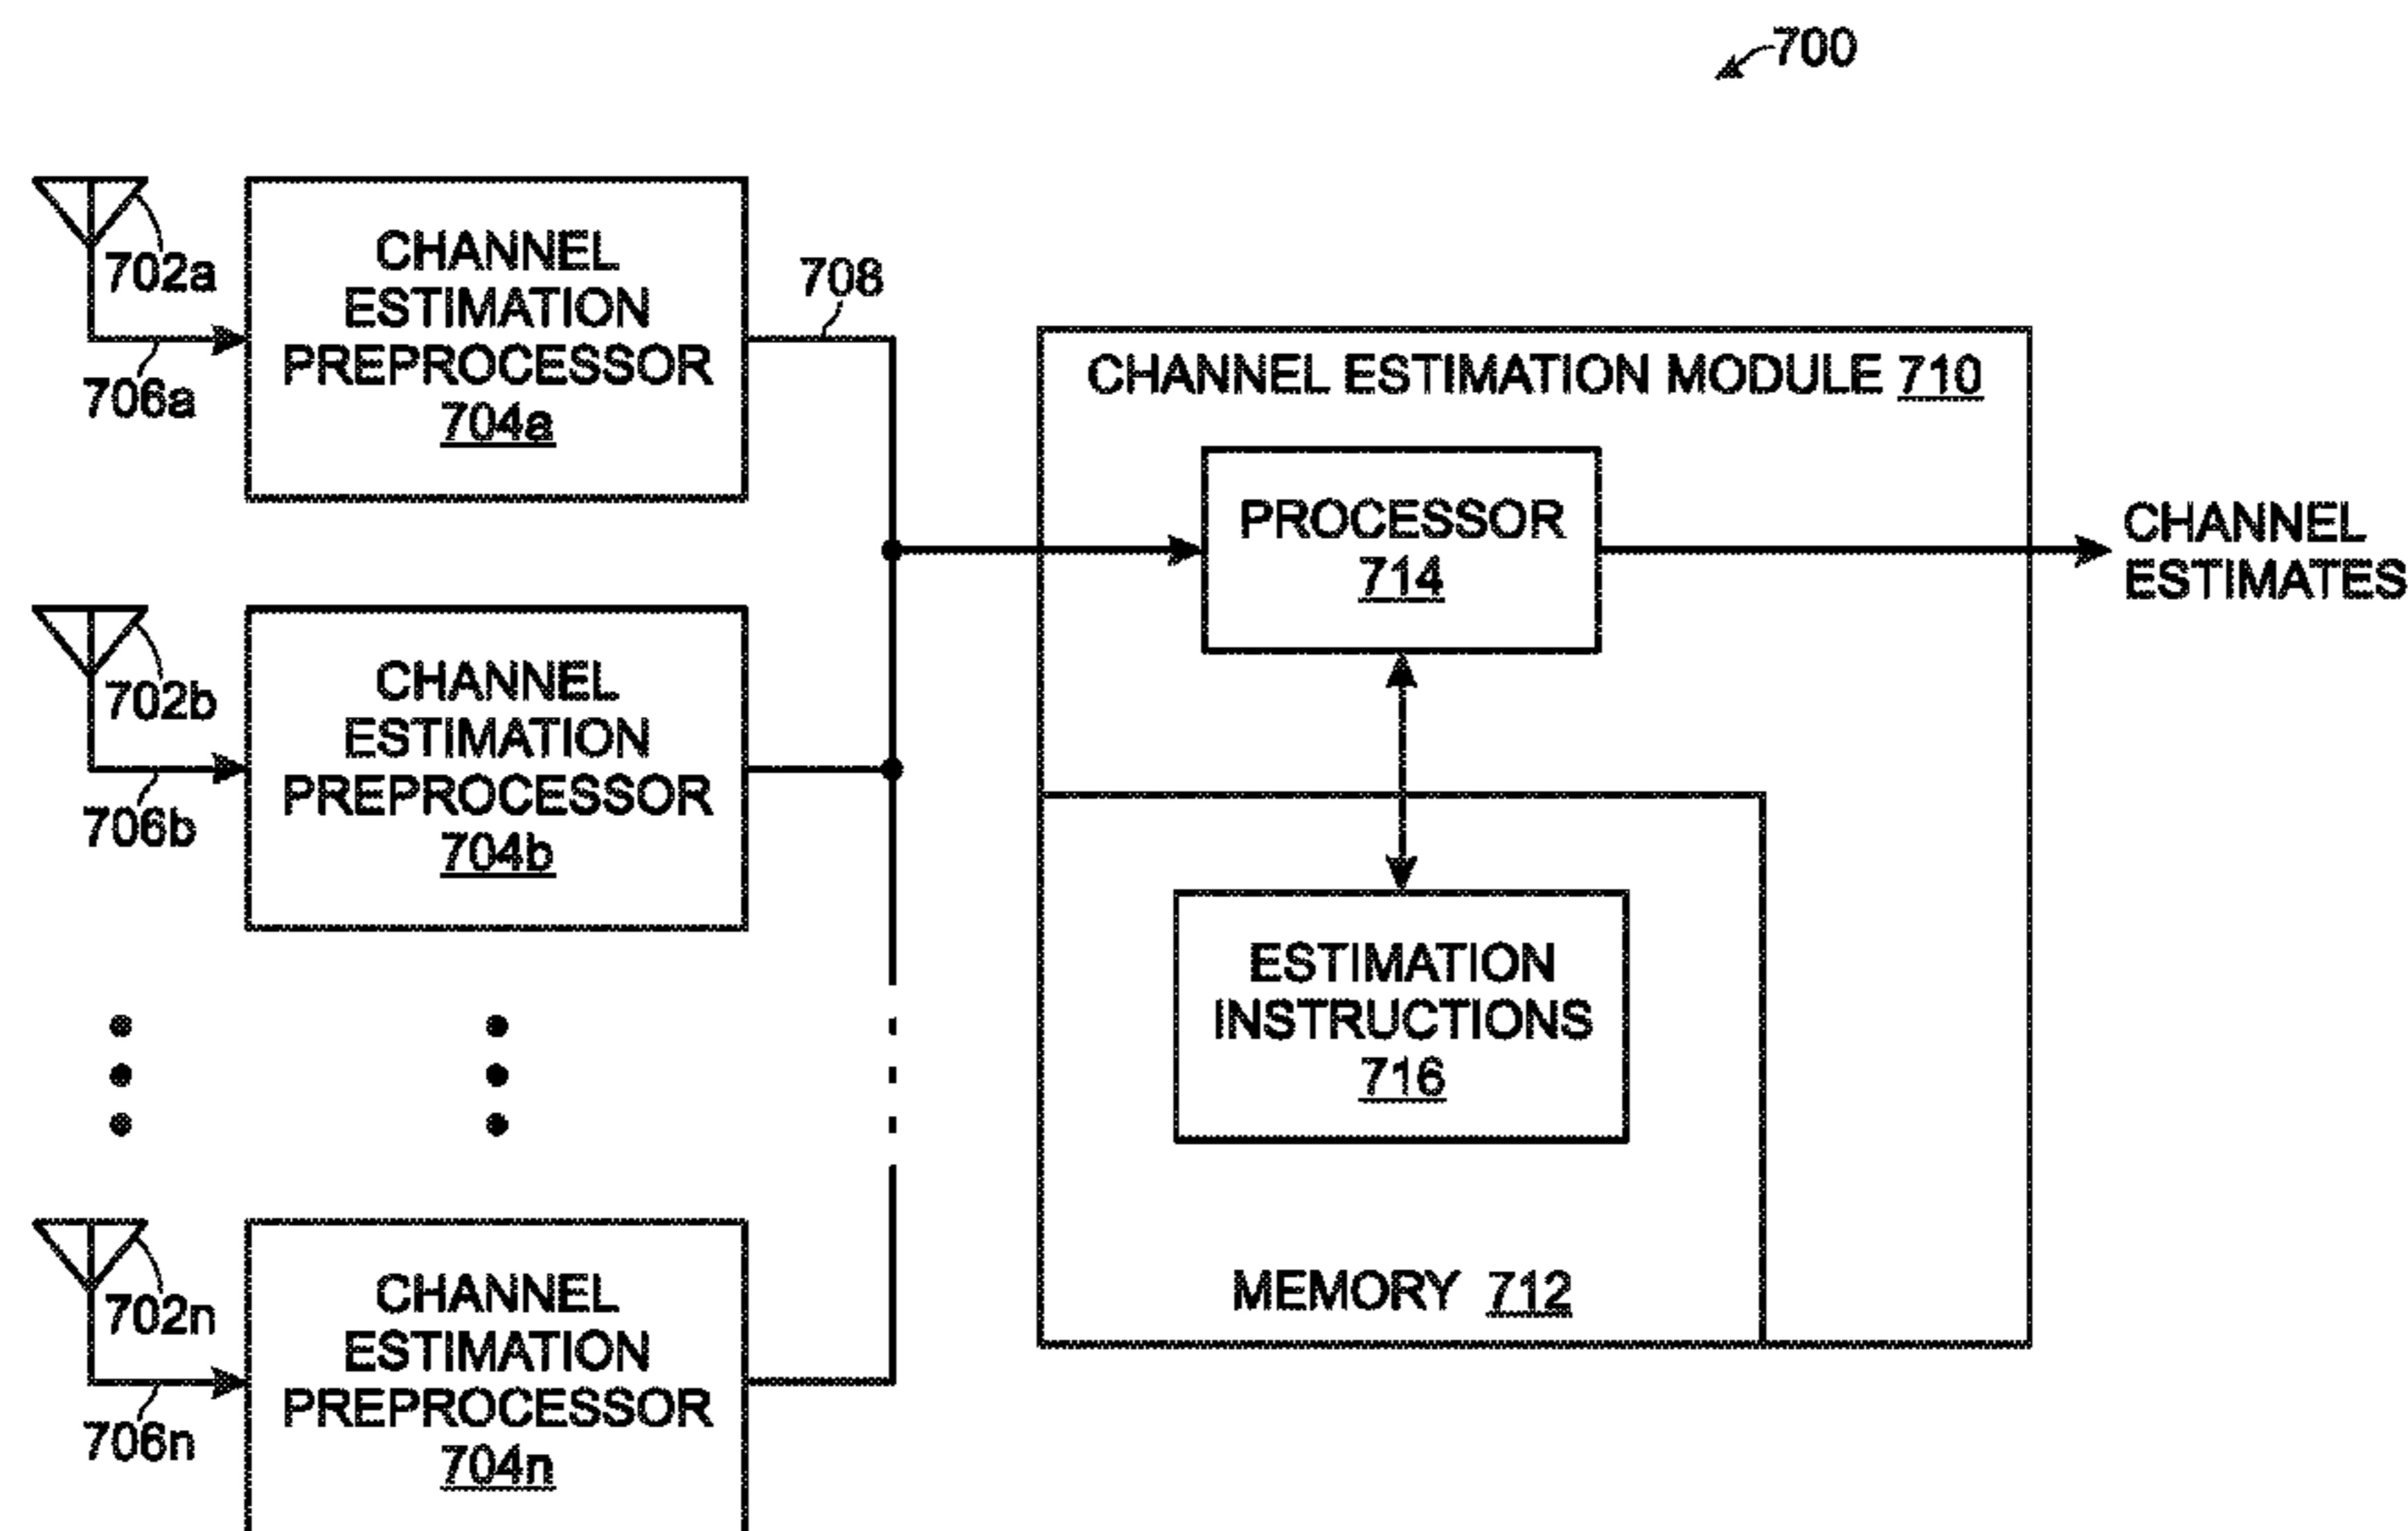 700
702a
706a
CHANNEL
ESTIMATION
PREPROCESSOR
704a
708
702b
706b
CHANNEL
ESTIMATION
PREPROCESSOR
704b
702n
706n
CHANNEL
ESTIMATION
PREPROCESSOR
704n
CHANNEL ESTIMATION MODULE 710
PROCESSOR
714
ESTIMATION
INSTRUCTIONS
716
MEMORY 712
CHANNEL
ESTIMATES